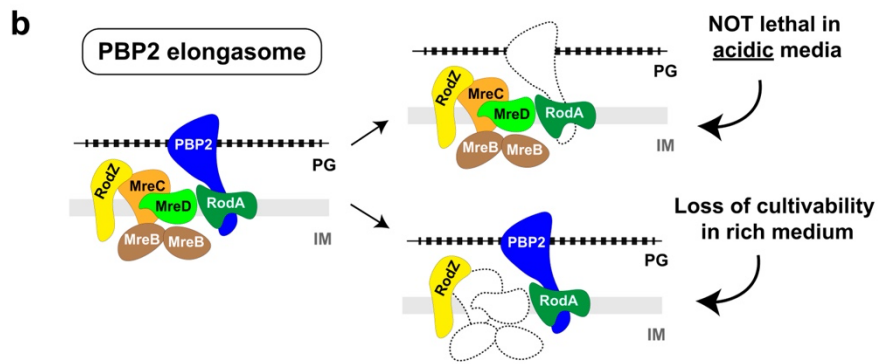 b
PBP2 elongasome
PBP2
PG
RodZ
MreC
MreD
RodA
IM
MreB
MreB
NOT lethal in
acidic media
PG
RodZ
MreC
MreD
RodA
IM
MreB
MreB
Loss of cultivability
in rich medium
PBP2
PG
RodZ
RodA
IM